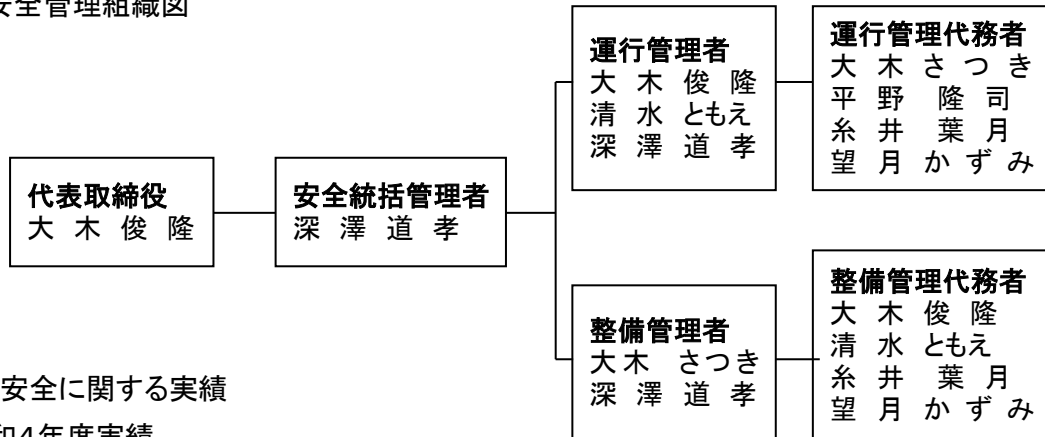 安全管理組織図
代表取締役
大木俊隆
安全統括管理者
深澤道孝
運行管理者
大木俊隆
清水ともえ
深澤道孝
運行管理代務者
大木さつき
平野隆司
糸井葉月
望月かずみ
整備管理者
大木さつき
深澤道孝
整備管理代務者
大木俊隆
清水ともえ
糸井葉月
望月かずみ
安全に関する実績
和4年度実績